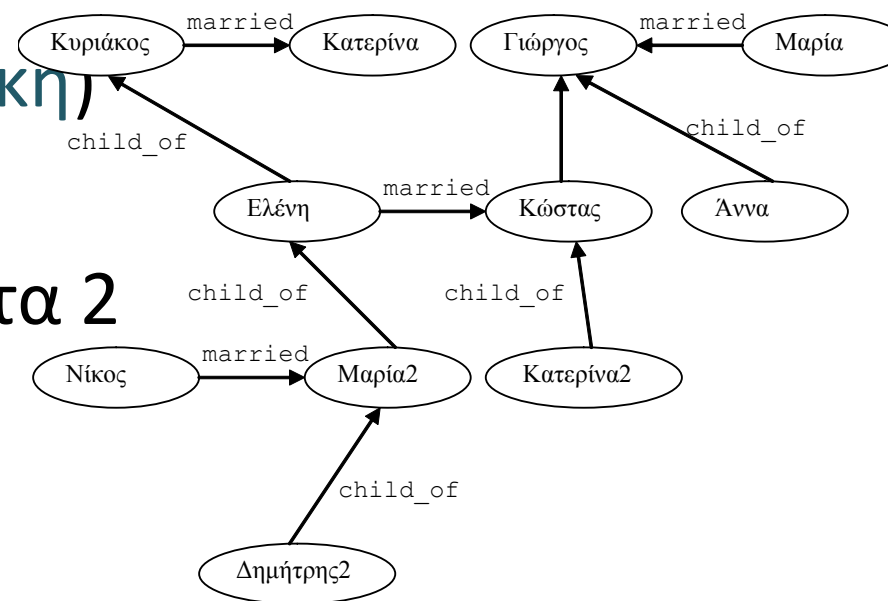 married married
Κυριάκος Κατερίνα Γιώργος Μαρία
κή)
child_of child_of
married
Ελένη Κώστας Άννα
τα 2
child_of child_of
married
Νίκος Μαρία2 Κατερίνα2
child_of
Δημήτρης2